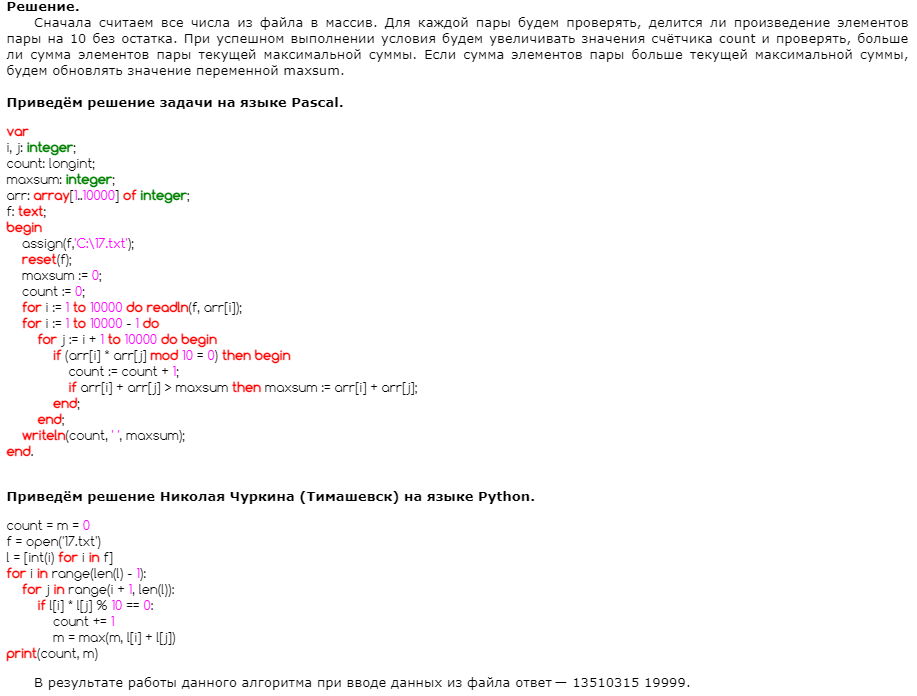 Решение.
Сначала считаем все числа из файла в массив. Для каждой пары будем проверять, делится ли произведение элементов
пары на 10 без остатка. При успешном выполнении условия будем увеличивать значения счётчика count и проверять, больше
ли сумма элементов пары текущей максимальной суммы. Если сумма элементов пары больше текущей максимальной суммы,
будем обновлять значение переменной maxsum.
Приведём решение задачи на языке Pascal.
var
i, j: integer;
count: longint;
maxsum: integer;
arr: array[1..10000] of integer;
f: text;
begin
assign(f,'C:\17.txt');
reset(f);
maxsum := 0;
count := 0;
for i := 1 to 10000 do readln(f, arr[i]);
for i := 1 to 10000 - 1 do
for j := i + 1 to 10000 do begin
if (arr[i] * arr[j] mod 10 = 0) then begin
count := count + 1;
if arr[i] + arr[j] > maxsum then maxsum := arr[i] + arr[j];
end;
end;
writeln(count, ' ', maxsum);
end.
Приведём решение Николая Чуркина (Тимашевск) на языке Python.
count = m = 0
f = open('17.txt')
l = [int(i) for i in f]
for i in range(len(l) - 1):
for j in range(i + 1, len(l)):
if l[i] * l[j] % 10 == 0:
count += 1
m = max(m, l[i] + l[j])
print(count, m)
В результате работы данного алгоритма при вводе данных из файла ответ — 13510315 19999.